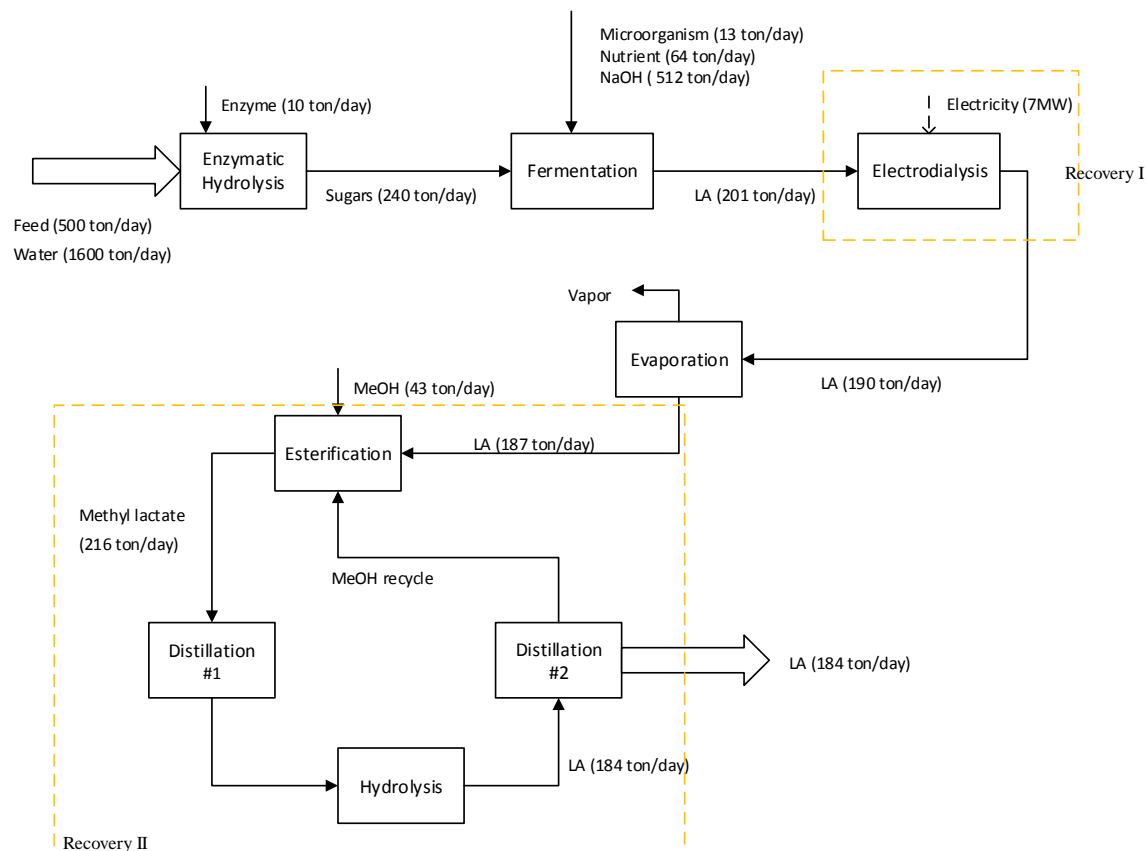 Microorganism (13 ton/day)
Nutrient (64 ton/day)
NaOH ( 512 ton/day)
Enzyme (10 ton/day)
Electricity (7MW)
Enzymatic
Hydrolysis
Fermentation
Electrodialysis
Recovery I
Sugars (240 ton/day)
LA (201 ton/day)
Feed (500 ton/day)
Water (1600 ton/day)
Vapor
Evaporation
LA (190 ton/day)
MeOH (43 ton/day)
Esterification
LA (187 ton/day)
Methyl lactate
(216 ton/day)
MeOH recycle
Distillation
#1
Distillation
#2
LA (184 ton/day)
Hydrolysis
LA (184 ton/day)
Recovery II